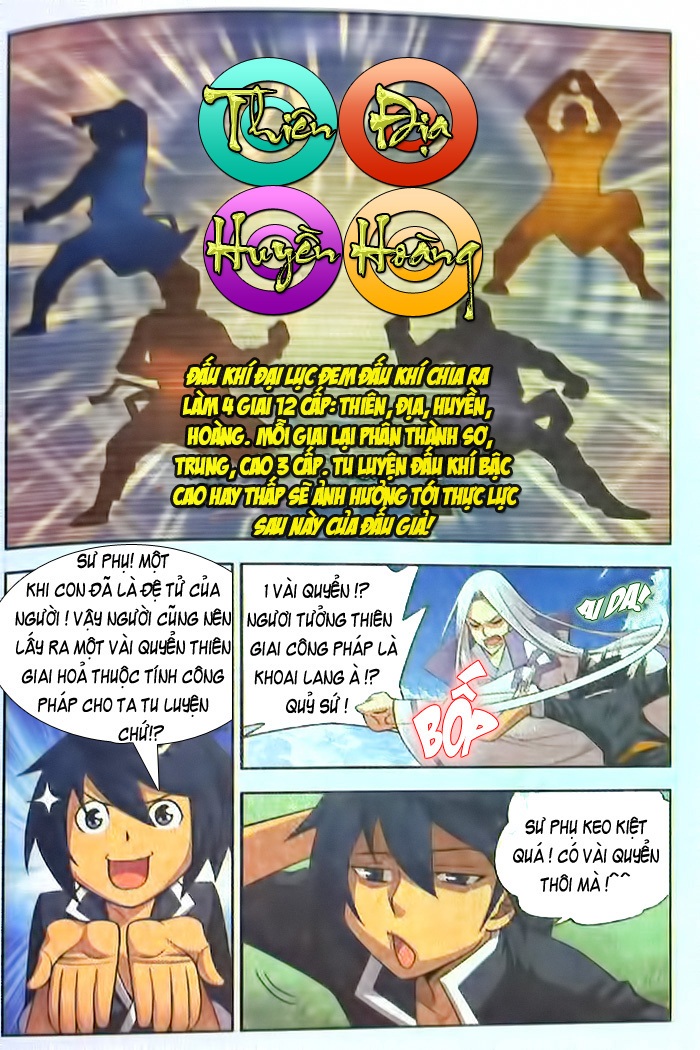 Thiên Địa
Huyền Hoàng
ĐẤU KHÍ ĐẠI LỤC ĐEM ĐẤU KHÍ CHIA RA
LÀM 4 GIAI 12 CẤP: THIÊN, ĐỊA, HUYỀN,
HOÀNG. MỖI GIAI LẠI PHÂN THÀNH SƠ,
TRUNG, CAO 3 CẤP. TU LUYỆN ĐẤU KHÍ BẬC
CAO HAY THẤP SẼ ẢNH HƯỞNG TỚI THỰC LỰC
SAU NÀY CỦA ĐẤU GIẢ!
SƯ PHỤ! MỘT
KHI CON ĐÃ LÀ ĐỆ TỬ CỦA
NGƯỜI! VẬY NGƯỜI CŨNG NÊN
LẤY RA MỘT VÀI QUYỂN THIÊN
GIAI HOẢ THUỘC TÍNH CÔNG
PHÁP CHO TA TU LUYỆN
CHỨ!?
1 VÀI QUYỂN!?
NGƯƠI TƯỞNG THIÊN
GIAI CÔNG PHÁP LÀ
KHOAI LANG À!?
QUỶ SỨ!
UI DA!
BỐP
SƯ PHỤ KEO KIỆT
QUÁ! CÓ VÀI QUYỂN
THÔI MÀ!^^